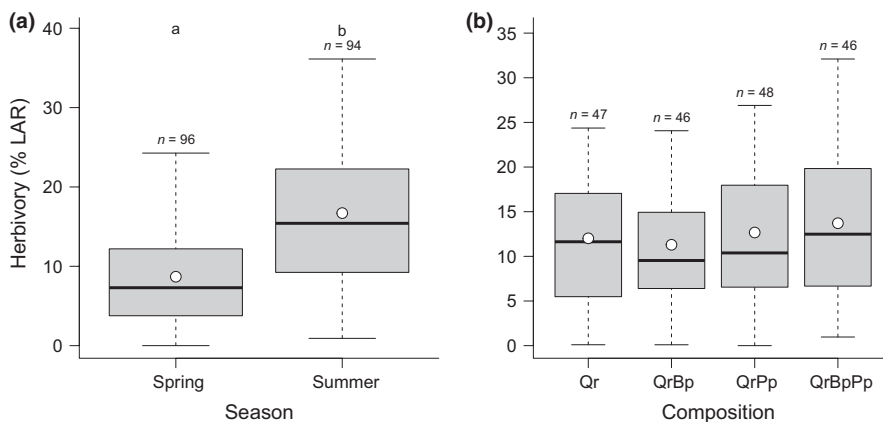 (a)
a
b
n = 94
n = 96
40
30
20
10
0
Herbivory (% LAR)
Spring Summer
Season
(b)
n = 46
n = 48
n = 47
n = 46
35
30
25
20
15
10
5
0
Qr QrBp QrPp QrBpPp
Composition